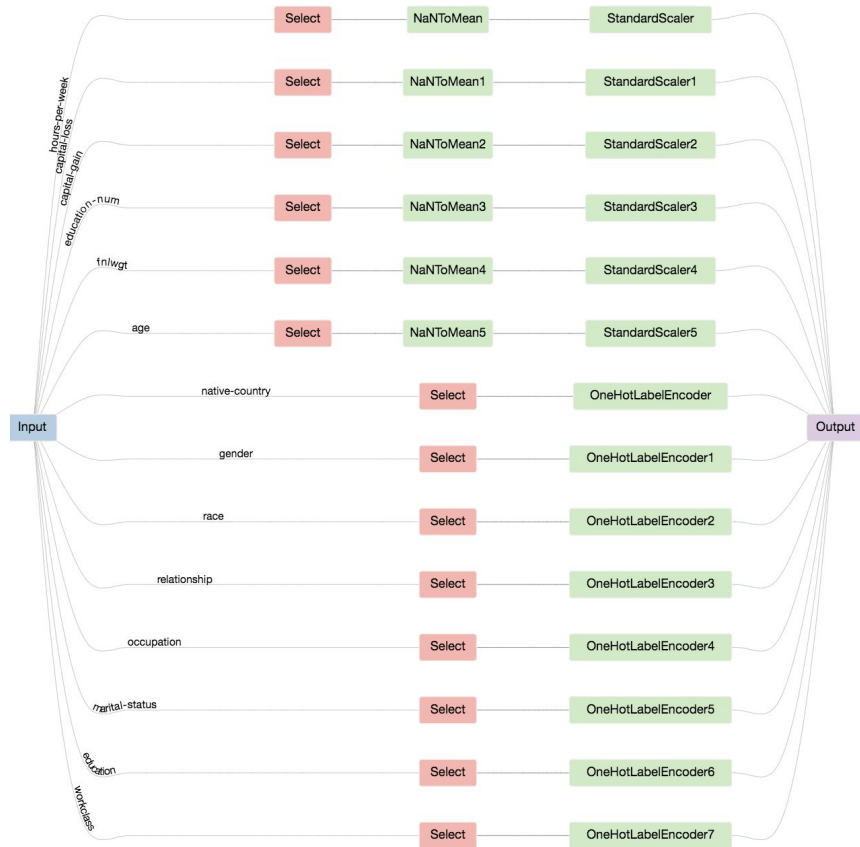 Select NaNToMean StandardScaler
hours-per-week
Select NaNToMean1 StandardScaler1
capital-loss
Select NaNToMean2 StandardScaler2
capital-gain
Select NaNToMean3 StandardScaler3
education-num
Select NaNToMean4 StandardScaler4
fnlwgt
age Select NaNToMean5 StandardScaler5
native-country Select OneHotLabelEncoder
Input
Output
gender Select OneHotLabelEncoder1
race Select OneHotLabelEncoder2
relationship Select OneHotLabelEncoder3
occupation Select OneHotLabelEncoder4
marital-status Select OneHotLabelEncoder5
education Select OneHotLabelEncoder6
workclass Select OneHotLabelEncoder7